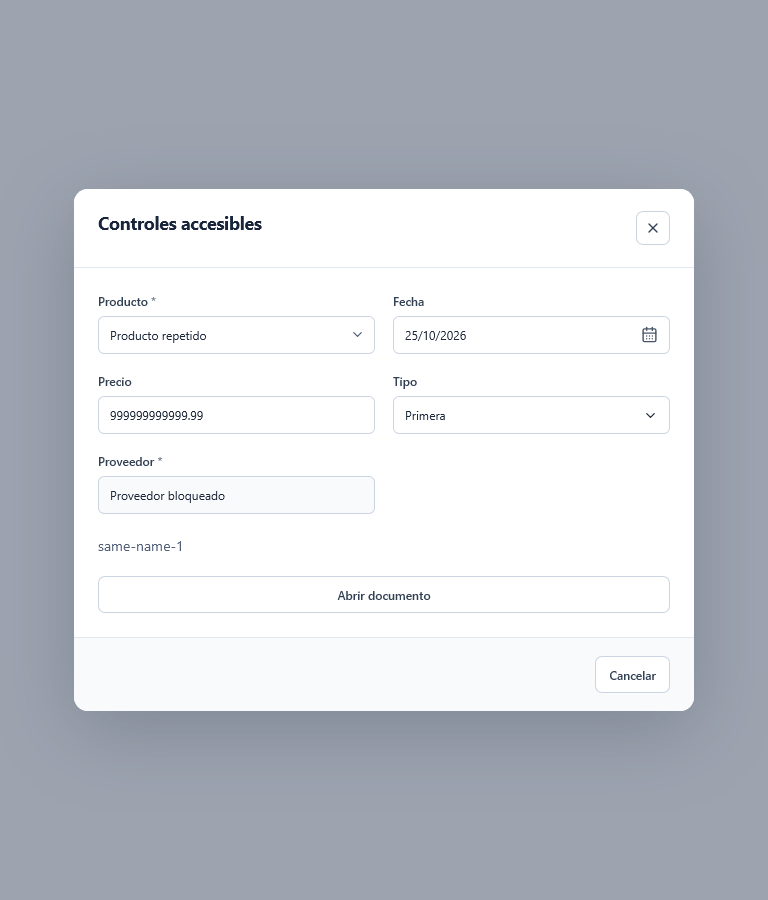 Controles accesibles
Producto *
Fecha
Producto repetido
25/10/2026
Precio
Tipo
999999999999.99
Primera
Proveedor *
Proveedor bloqueado
same-name-1
Abrir documento
Cancelar